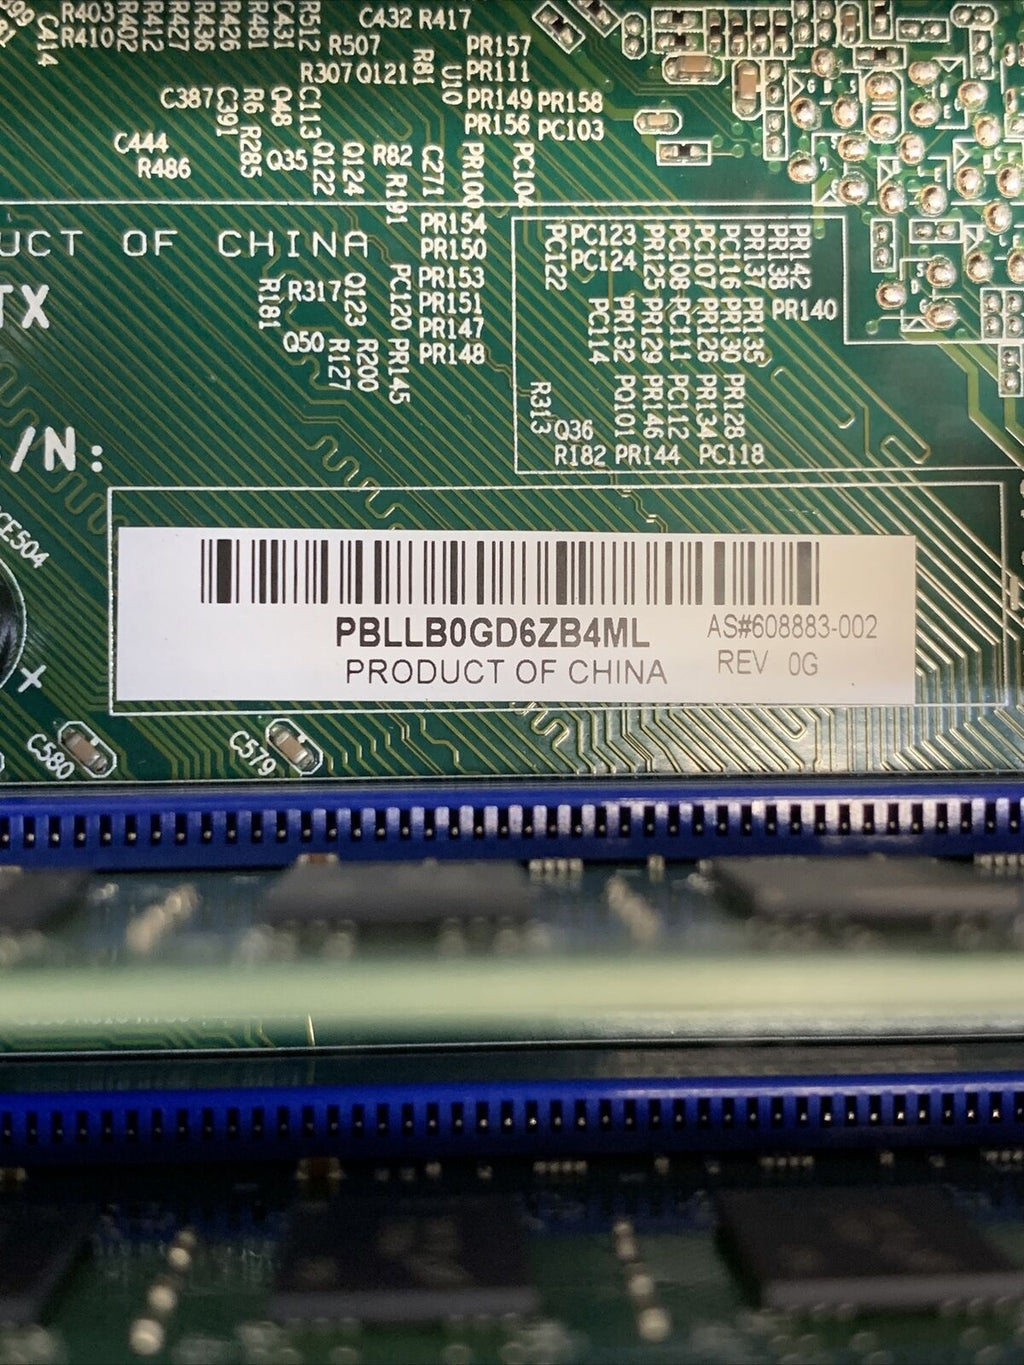 R403 R402 R412 R427 R436 R426 R481 C431 R512 C432 R417
C414 R410 R507 R81 U10 PR157
R307 Q121 PR111
C387 C391 R6 Q48 C113 PR149 PR158
PR156 PC103
C444 R285 Q35 Q122 Q124 R82 R191 C271 PR100 PC104
R486
PR154
UCT OF CHINA PR150
PC122 PC123 PR125 PC108 PC107 PC116 PR137 PR138 PR142
PC124
TX R181 R317 Q123 PC120 PR153
PR151 PC114 PR132 PR129 PC111 PR126 PR130 PR135 PR140
PR147
Q50 R127 R200 PR145 PR148
R313 PQ101 PR146 PC112 PR134 PR128
/N: Q36
R182 PR144 PC118
CE504
PBLLB0GD6ZB4ML AS#608883-002
PRODUCT OF CHINA REV 0G
+
C580 C579